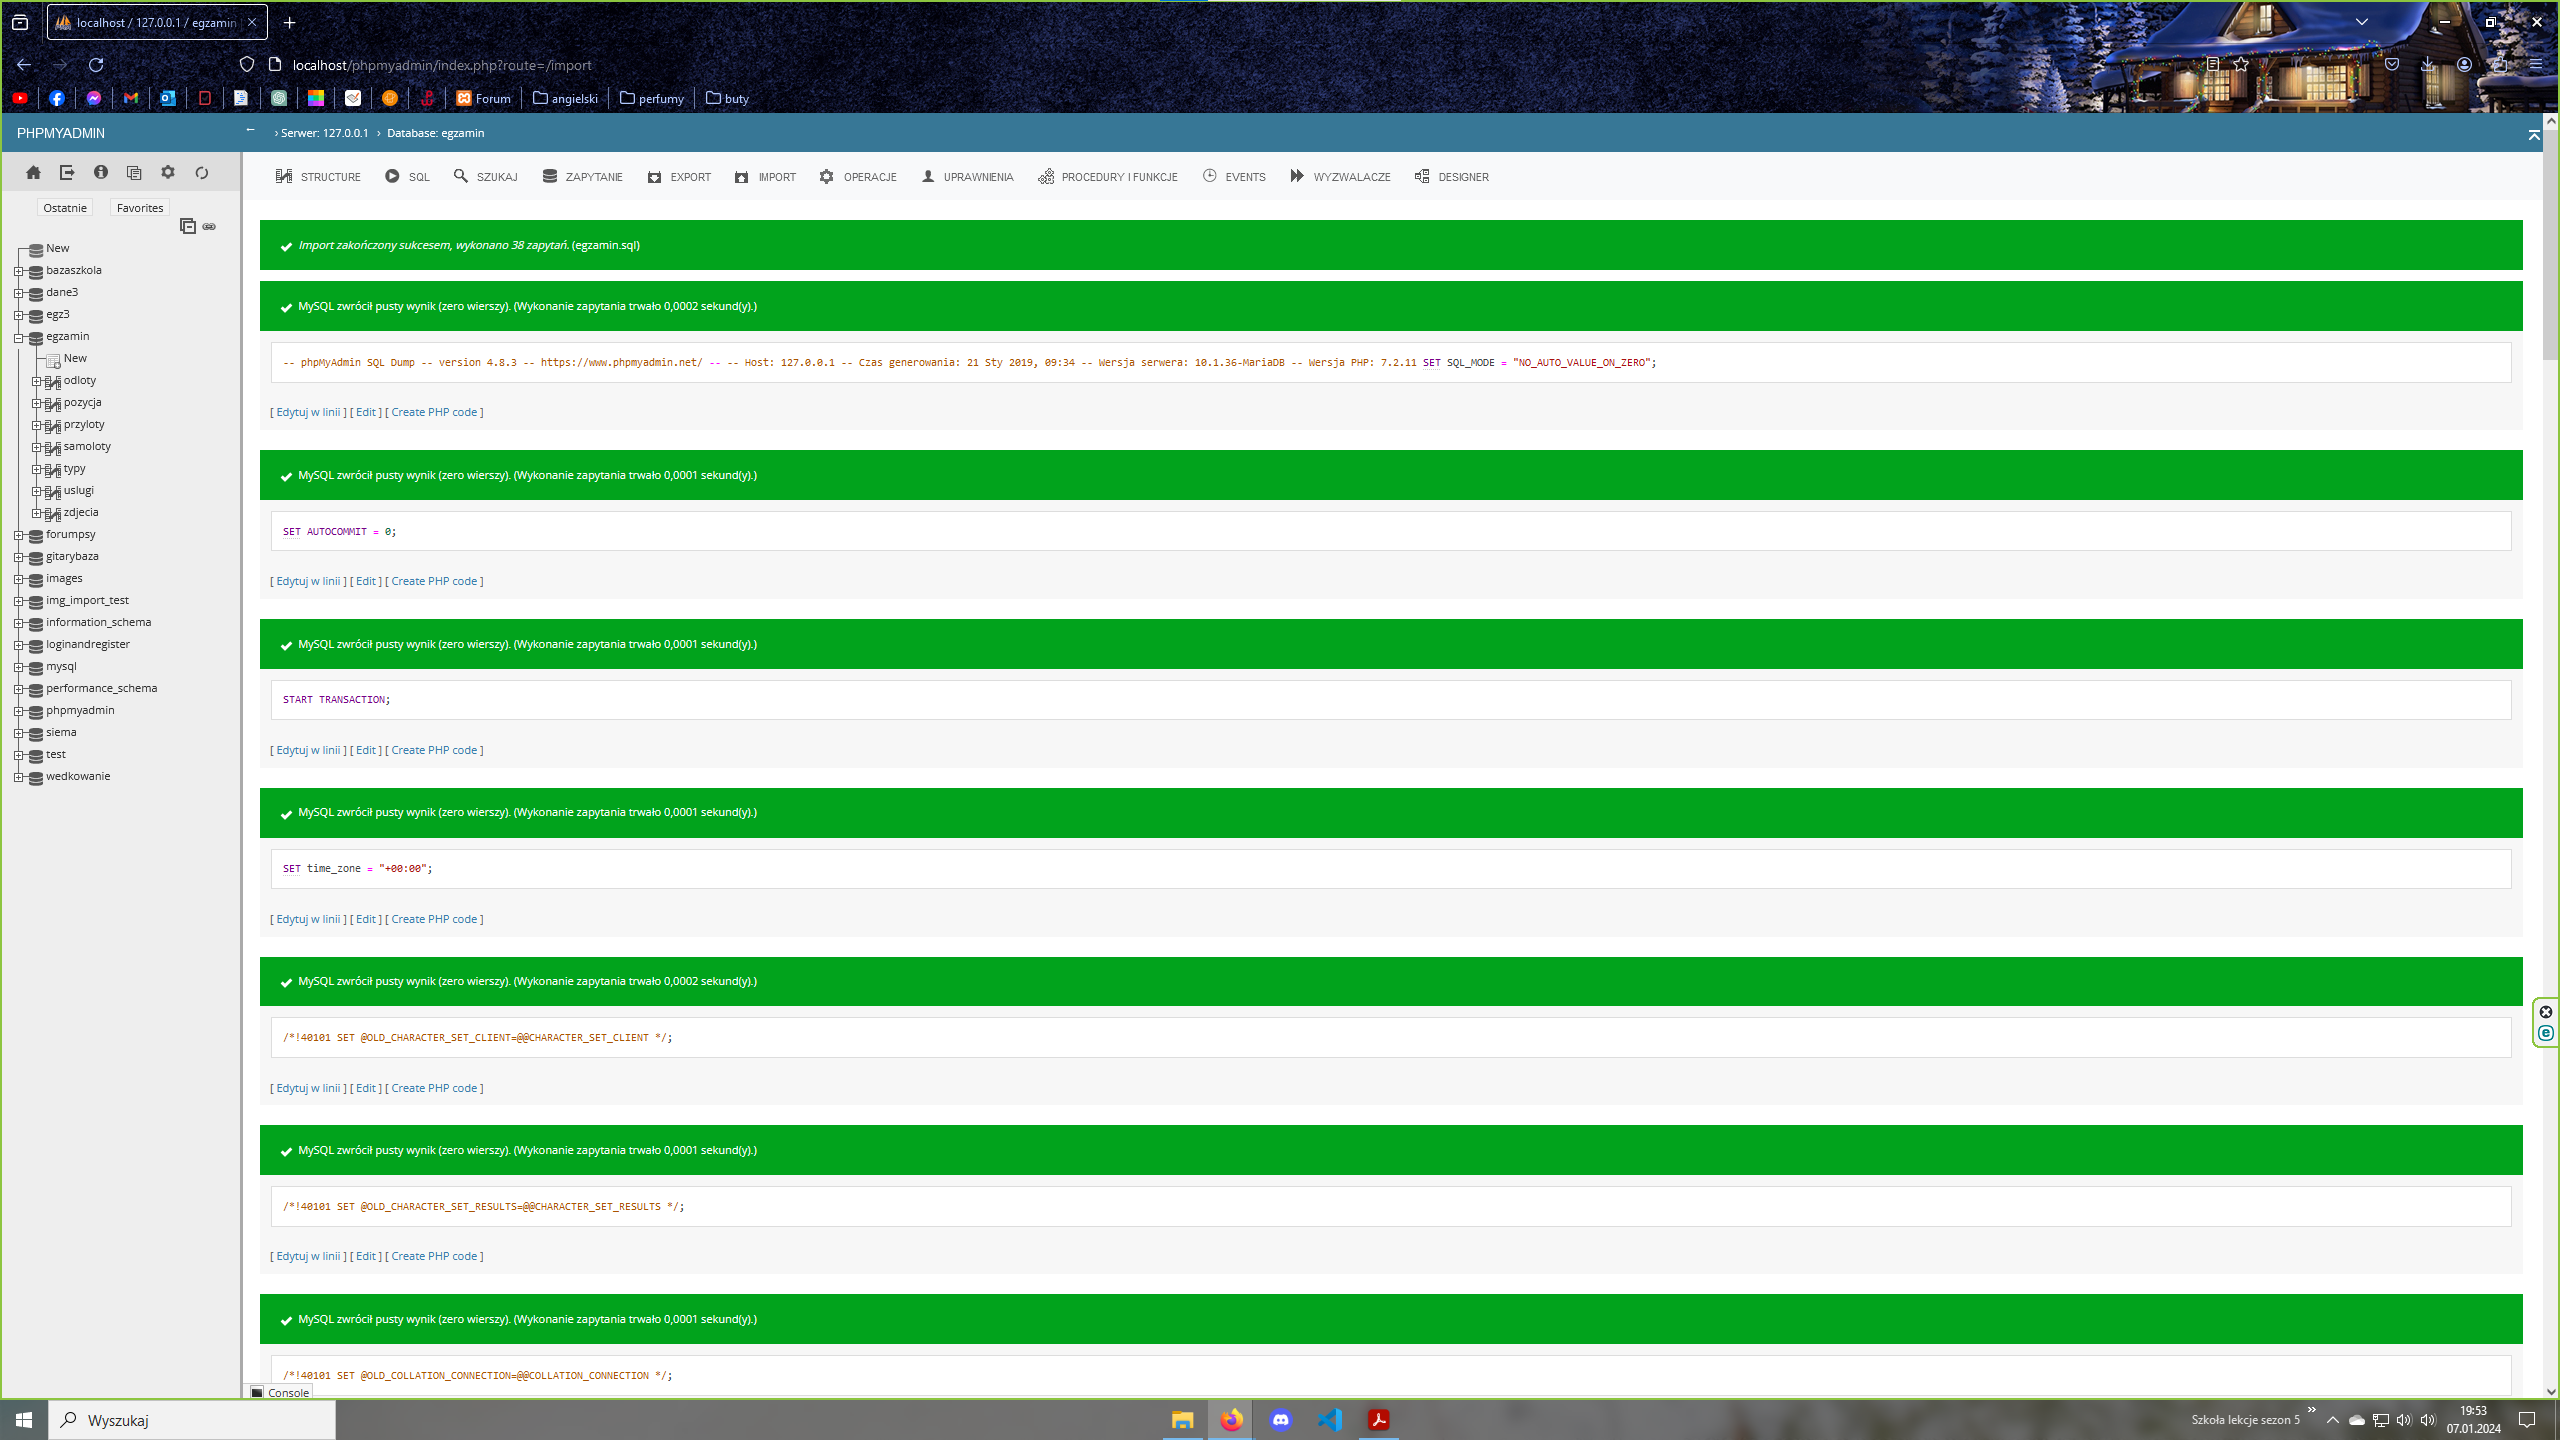 localhost / 127.0.0.1 / egzamin
localhost/phpmyadmin/index.php?route=/import
Forum
angielski
perfumy
buty
PHPMYADMIN
← › Serwer: 127.0.0.1 › Database: egzamin
STRUCTURE SQL SZUKAJ ZAPYTANIE EXPORT IMPORT OPERACJE UPRAWNIENIA PROCEDURY I FUNKCJE EVENTS WYZWALACZE DESIGNER
Ostatnie Favorites
New
bazaszkola
dane3
egz3
egzamin
New
odloty
pozycja
przyloty
samoloty
typy
uslugi
zdjecia
forumpsy
gitarybaza
images
img_import_test
information_schema
loginandregister
mysql
performance_schema
phpmyadmin
siema
test
wedkowanie
Import zakończony sukcesem, wykonano 38 zapytań. (egzamin.sql)
MySQL zwrócił pusty wynik (zero wierszy). (Wykonanie zapytania trwało 0,0002 sekund(y).)
-- phpMyAdmin SQL Dump -- version 4.8.3 -- https://www.phpmyadmin.net/ -- -- Host: 127.0.0.1 -- Czas generowania: 21 Sty 2019, 09:34 -- Wersja serwera: 10.1.36-MariaDB -- Wersja PHP: 7.2.11 SET SQL_MODE = "NO_AUTO_VALUE_ON_ZERO";
[ Edytuj w linii ] [ Edit ] [ Create PHP code ]
MySQL zwrócił pusty wynik (zero wierszy). (Wykonanie zapytania trwało 0,0001 sekund(y).)
SET AUTOCOMMIT = 0;
[ Edytuj w linii ] [ Edit ] [ Create PHP code ]
MySQL zwrócił pusty wynik (zero wierszy). (Wykonanie zapytania trwało 0,0001 sekund(y).)
START TRANSACTION;
[ Edytuj w linii ] [ Edit ] [ Create PHP code ]
MySQL zwrócił pusty wynik (zero wierszy). (Wykonanie zapytania trwało 0,0001 sekund(y).)
SET time_zone = "+00:00";
[ Edytuj w linii ] [ Edit ] [ Create PHP code ]
MySQL zwrócił pusty wynik (zero wierszy). (Wykonanie zapytania trwało 0,0002 sekund(y).)
/*!40101 SET @OLD_CHARACTER_SET_CLIENT=@@CHARACTER_SET_CLIENT */;
[ Edytuj w linii ] [ Edit ] [ Create PHP code ]
MySQL zwrócił pusty wynik (zero wierszy). (Wykonanie zapytania trwało 0,0001 sekund(y).)
/*!40101 SET @OLD_CHARACTER_SET_RESULTS=@@CHARACTER_SET_RESULTS */;
[ Edytuj w linii ] [ Edit ] [ Create PHP code ]
MySQL zwrócił pusty wynik (zero wierszy). (Wykonanie zapytania trwało 0,0001 sekund(y).)
/*!40101 SET @OLD_COLLATION_CONNECTION=@@COLLATION_CONNECTION */;
Console
Wyszukaj
Szkoła lekcje sezon 5
19:53
07.01.2024